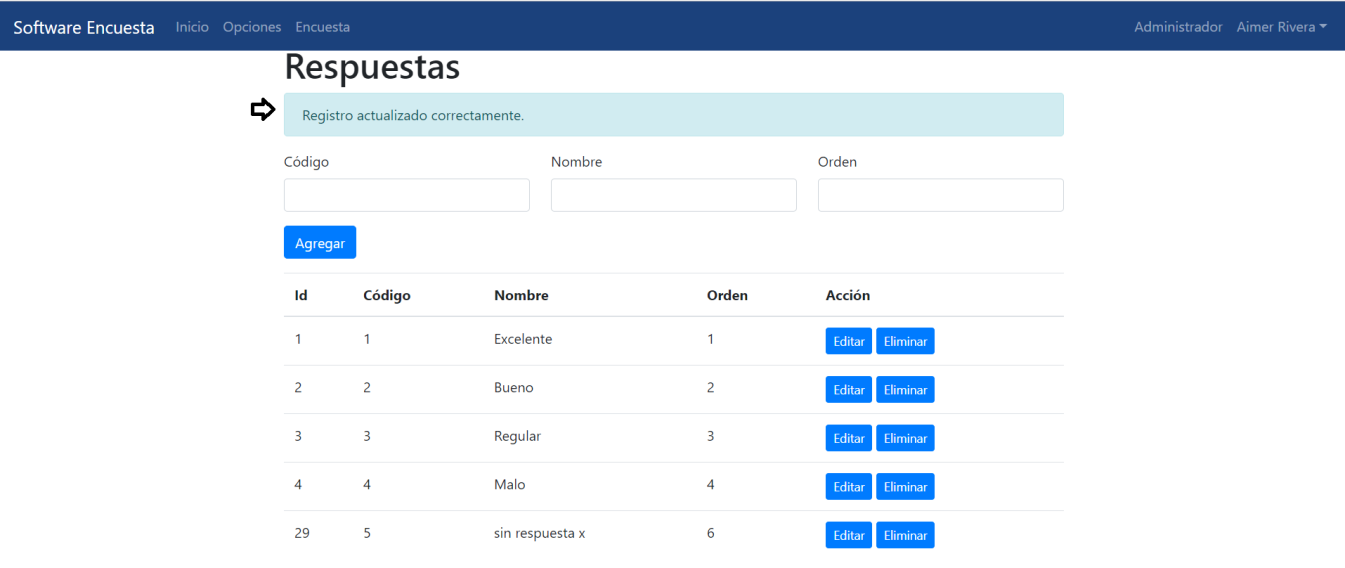 Software Encuesta Inicio Opciones Encuesta Administrador Aimer Rivera
Respuestas
Registro actualizado correctamente.
Código Nombre Orden
Agregar
Id Código Nombre Orden Acción
1 1 Excelente 1 Editar Eliminar
2 2 Bueno 2 Editar Eliminar
3 3 Regular 3 Editar Eliminar
4 4 Malo 4 Editar Eliminar
29 5 sin respuesta x 6 Editar Eliminar